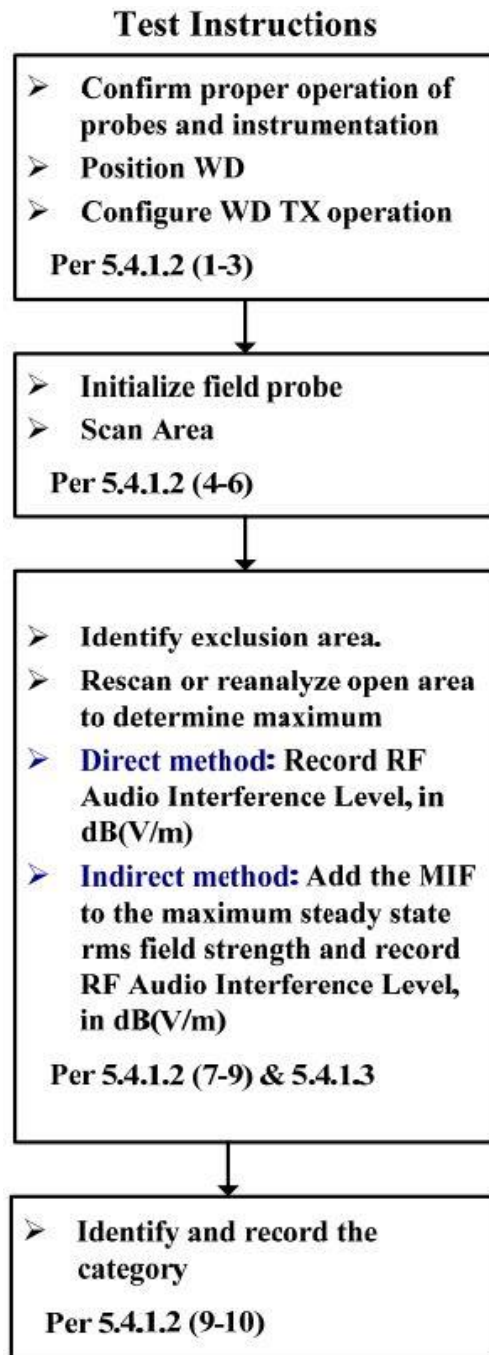 Test Instructions
➢ Confirm proper operation of
probes and instrumentation
➢ Position WD
➢ Configure WD TX operation
Per 5.4.1.2 (1-3)
➢ Initialize field probe
➢ Scan Area
Per 5.4.1.2 (4-6)
➢ Identify exclusion area.
➢ Rescan or reanalyze open area
to determine maximum
➢ Direct method: Record RF
Audio Interference Level, in
dB(V/m)
➢ Indirect method: Add the MIF
to the maximum steady state
rms field strength and record
RF Audio Interference Level,
in dB(V/m)
Per 5.4.1.2 (7-9) & 5.4.1.3
➢ Identify and record the
category
Per 5.4.1.2 (9-10)